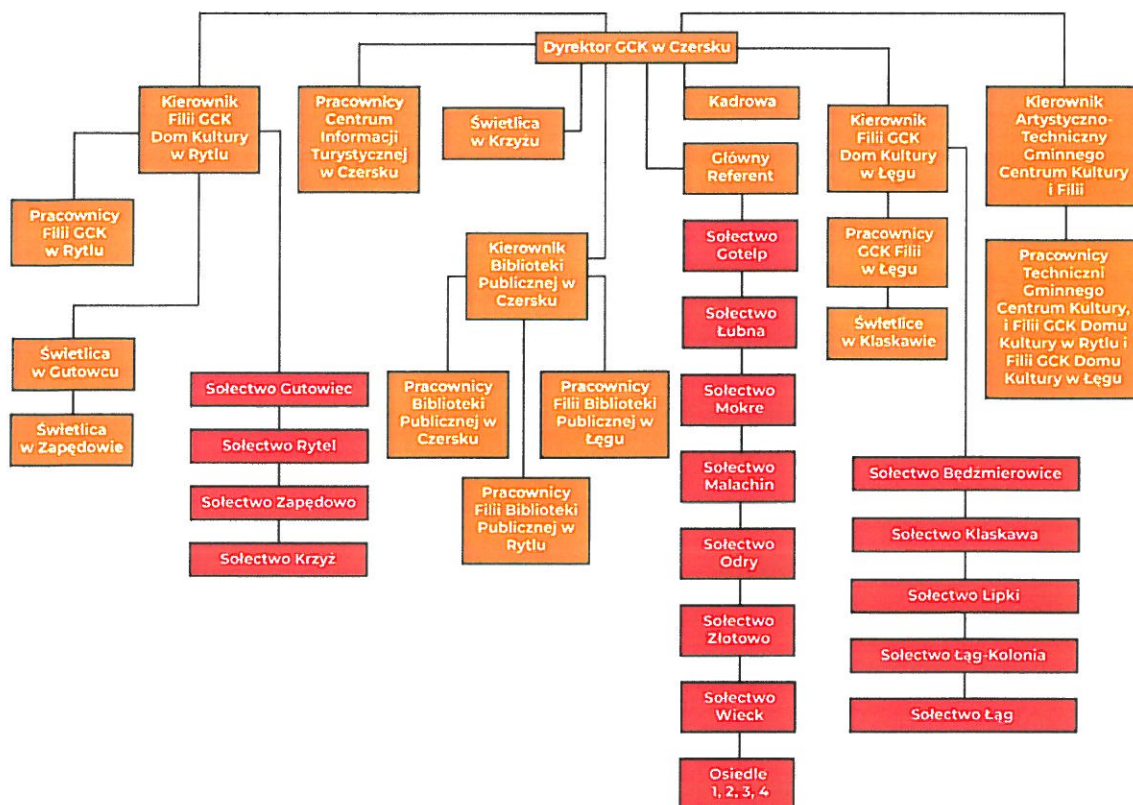 Dyrektor GCK w Czersku
Kierownik
Filii GCK
Dom Kultury
w Rytlu
Pracownicy
Filii GCK
w Rytlu
Świetlica
w Gutowcu
Świetlica
w Zapędowie
Sołectwo Gutowiec
Sołectwo Rytel
Sołectwo Zapędowo
Sołectwo Krzyż
Pracownicy
Centrum
Informacji
Turystycznej
w Czersku
Świetlica
w Krzyżu
Kierownik
Biblioteki
Publicznej w
Czersku
Pracownicy
Biblioteki
Publicznej w
Czersku
Pracownicy
Filii Biblioteki
Publicznej w
Rytlu
Pracownicy
Filii Biblioteki
Publicznej w
Łęgu
Kadrowa
Główny
Referent
Sołectwo
Gotelp
Sołectwo
Łubna
Sołectwo
Mokre
Sołectwo
Malachin
Sołectwo
Odry
Sołectwo
Złotowo
Sołectwo
Wieck
Osiedle
1, 2, 3, 4
Kierownik
Filii GCK
Dom Kultury
w Łęgu
Pracownicy
GCK Filii
w Łęgu
Świetlice
w Klaskawie
Sołectwo Będźmierowice
Sołectwo Klaskawa
Sołectwo Lipki
Sołectwo Łąg-Kolonia
Sołectwo Łąg
Kierownik
Artystyczno-
Techniczny
Gminnego
Centrum Kultury
i Filii
Pracownicy
Techniczni
Gminnego
Centrum Kultury,
i Filii GCK Domu
Kultury w Rytlu i
Filii GCK Domu
Kultury w Łęgu